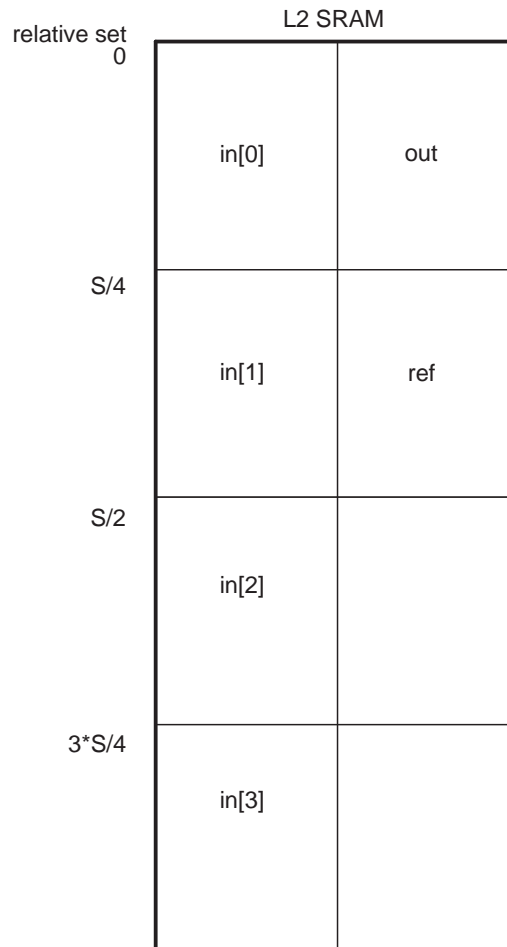 L2 SRAM
relative set
0
in[0] out
S/4
in[1] ref
S/2
in[2]
3*S/4
in[3]